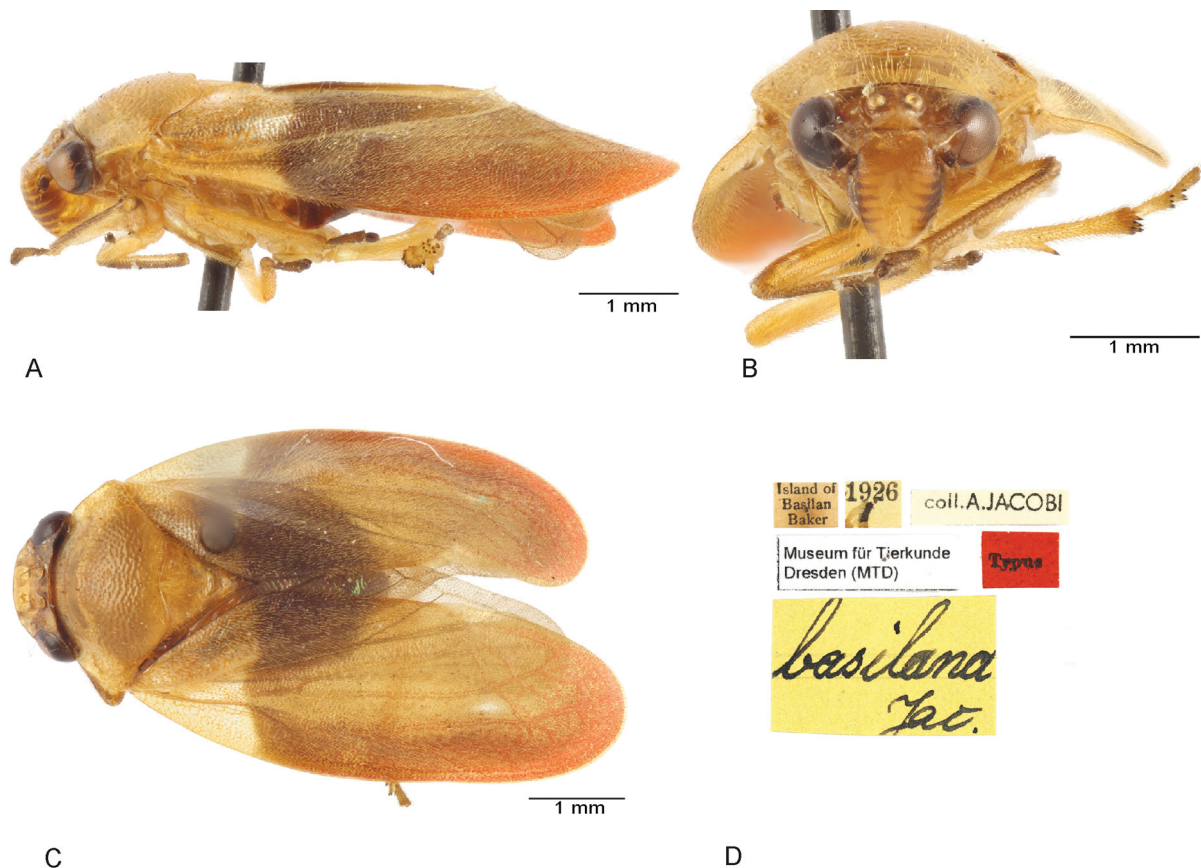 1 mm
A
1 mm
B
1 mm
C
Island of
Basilan
Baker
1926
coll.A.JACOBI
Museum für Tierkunde
Dresden (MTD)
Typus
basilana
Jac.
D